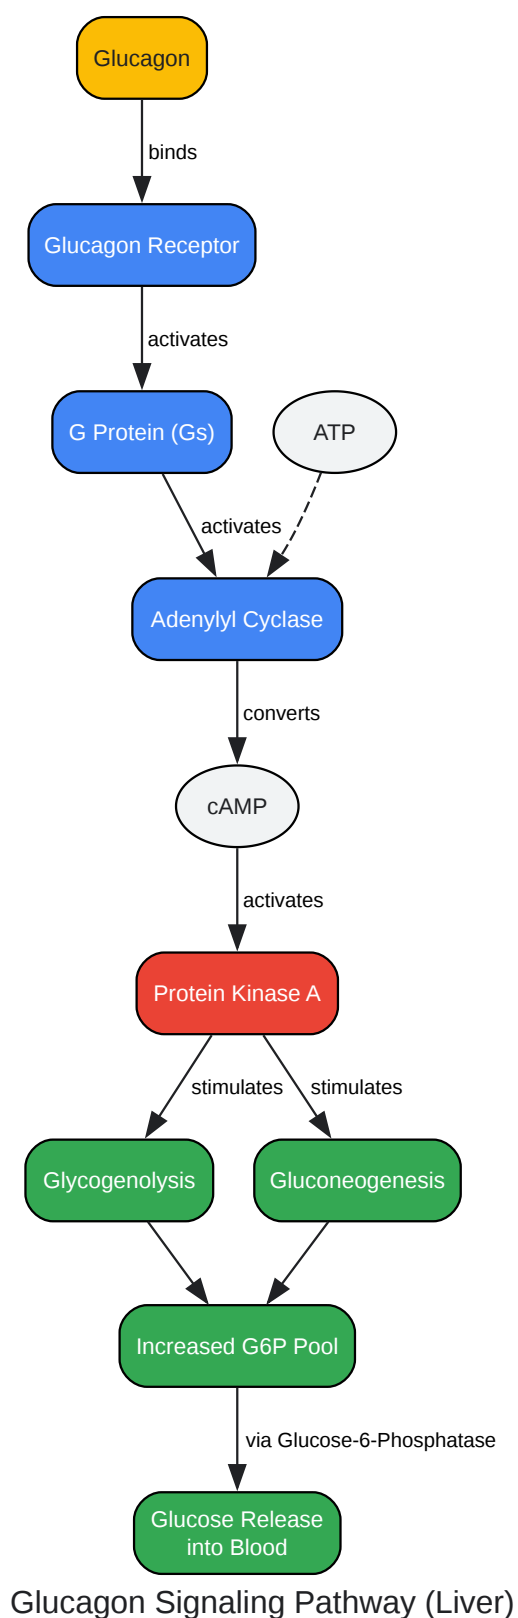 Glucagon
binds
Glucagon Receptor
activates
G Protein (Gs)
ATP
activates
Adenylyl Cyclase
converts
cAMP
activates
Protein Kinase A
stimulates
stimulates
Glycogenolysis
Gluconeogenesis
Increased G6P Pool
via Glucose-6-Phosphatase
Glucose Release
into Blood
Glucagon Signaling Pathway (Liver)